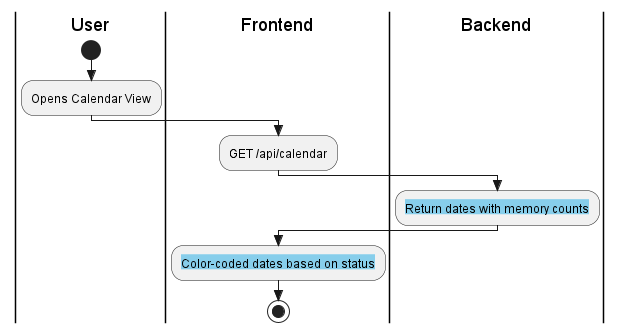 User
Frontend
Backend
Opens Calendar View
GET /api/calendar
Return dates with memory counts
Color-coded dates based on status